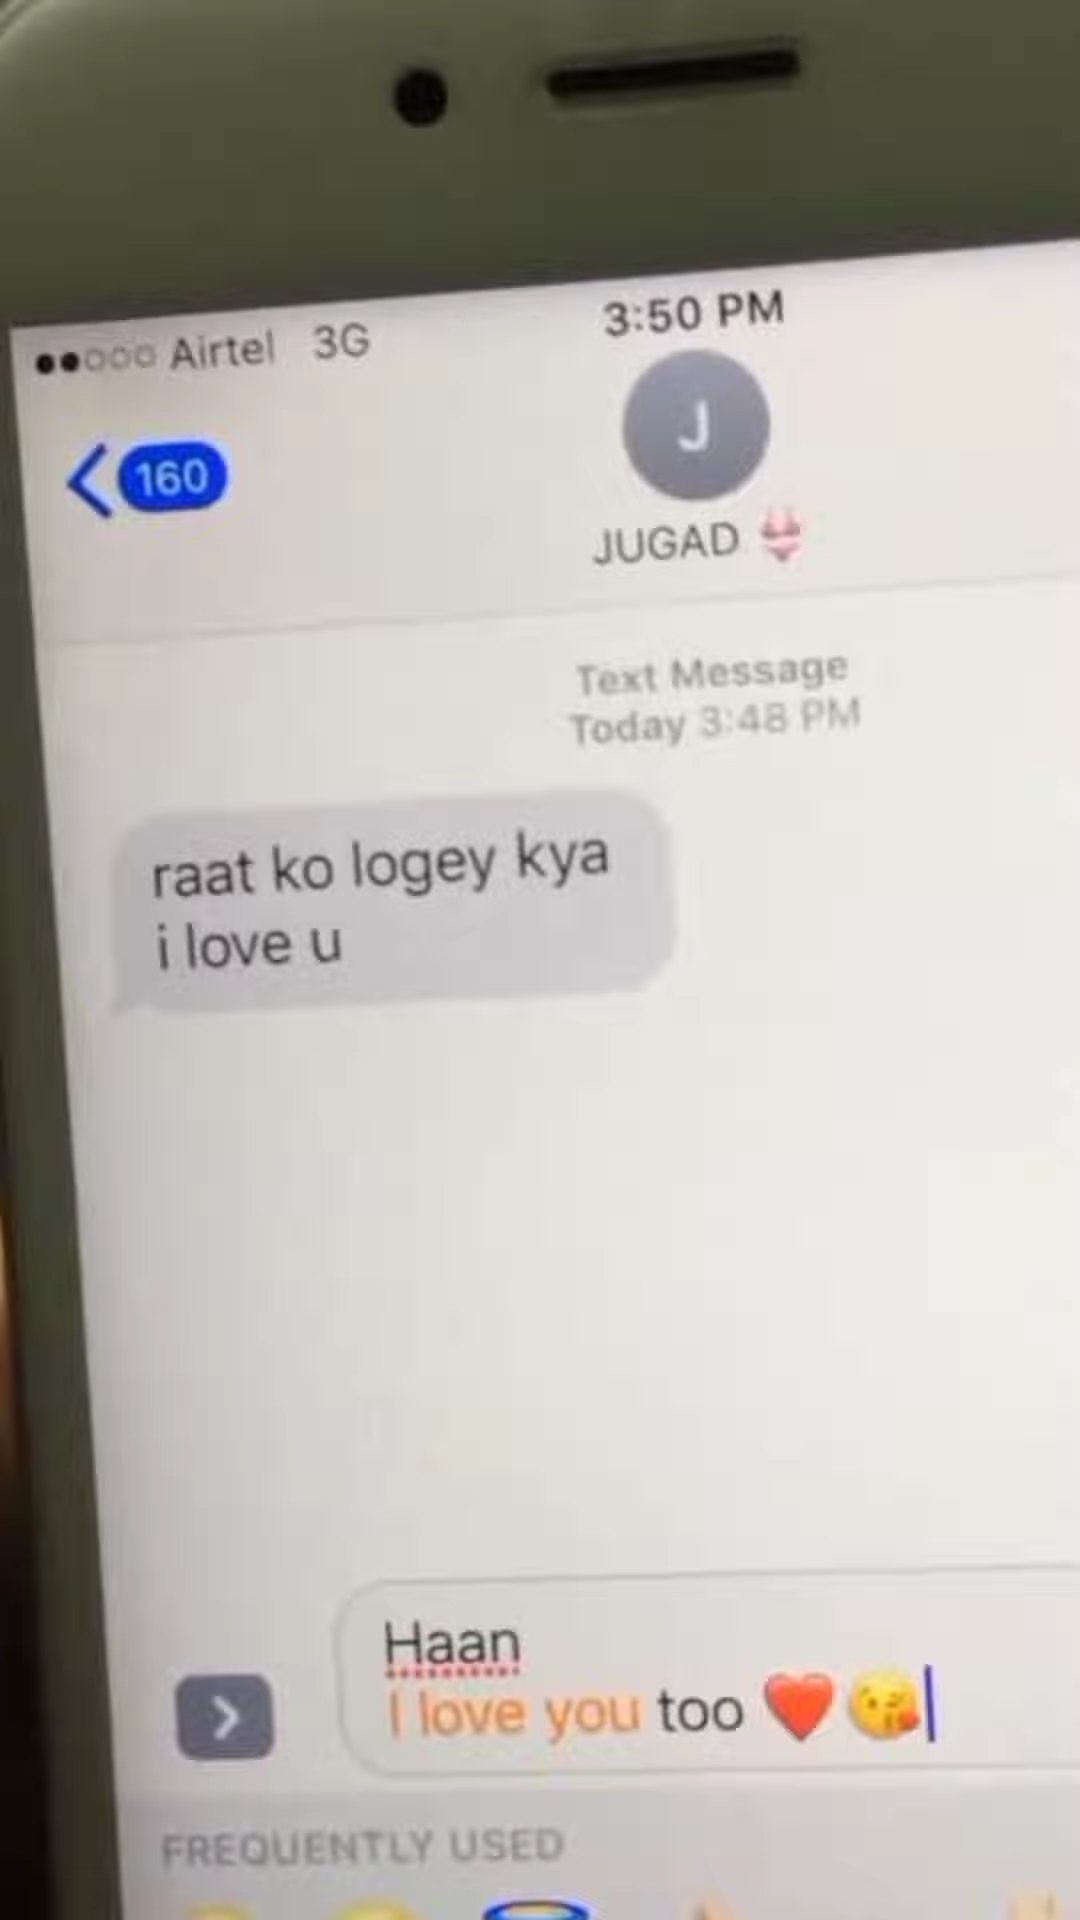 3:50 PM
Airtel 3G
160
J
JUGAD
Text Message
Today 3:48 PM
raat ko logey kya
i love u
Haan
I love you too ❤️😘
FREQUENTLY USED